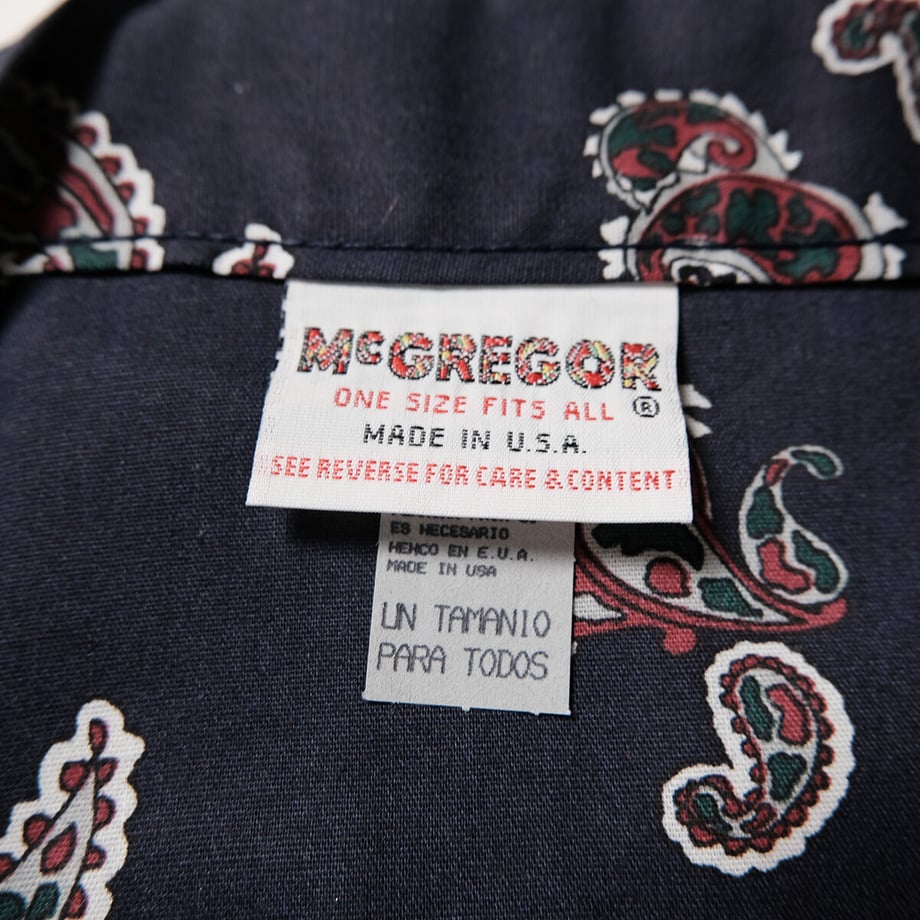 McGREGOR
ONE SIZE FITS ALL ®
MADE IN U.S.A.
SEE REVERSE FOR CARE & CONTENT
ES NECESARIO
HEHCO EN E.U.A.
MADE IN USA
UN TAMANIO
PARA TODOS